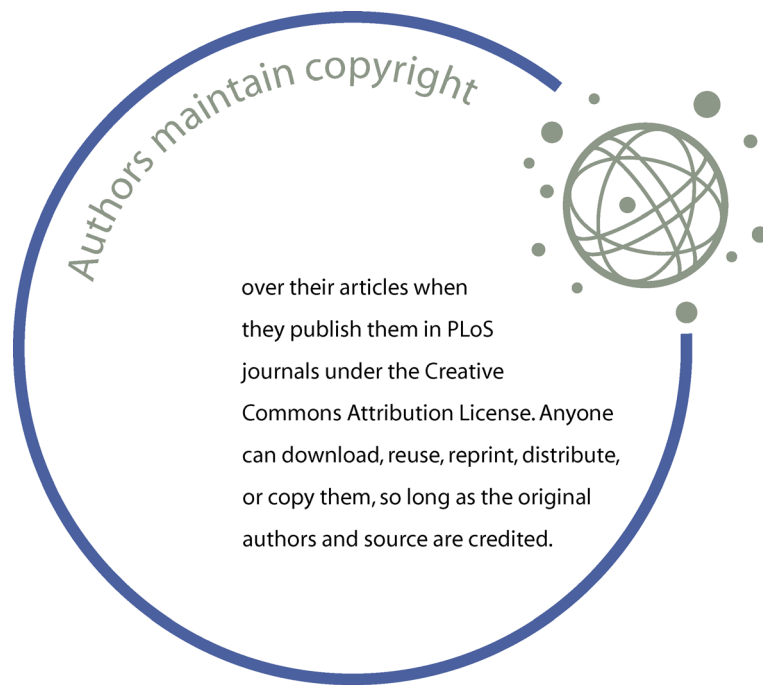 Authors maintain copyright
over their articles when
they publish them in PLoS
journals under the Creative
Commons Attribution License. Anyone
can download, reuse, reprint, distribute,
or copy them, so long as the original
authors and source are credited.